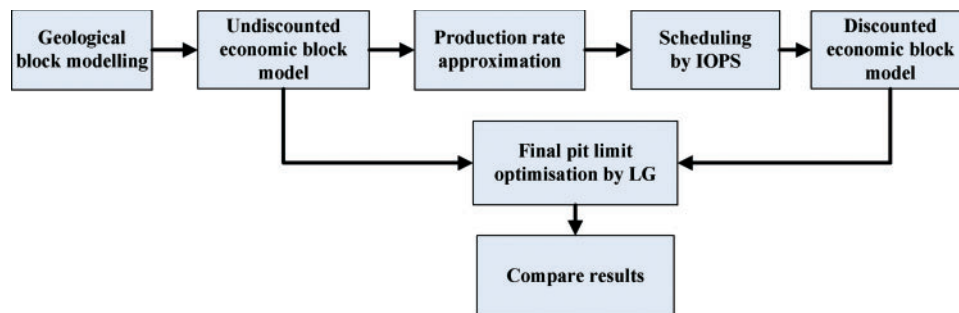 Geological
block modelling
Undiscounted
economic block
model
Production rate
approximation
Scheduling
by IOPS
Discounted
economic block
model
Final pit limit
optimisation by LG
Compare results